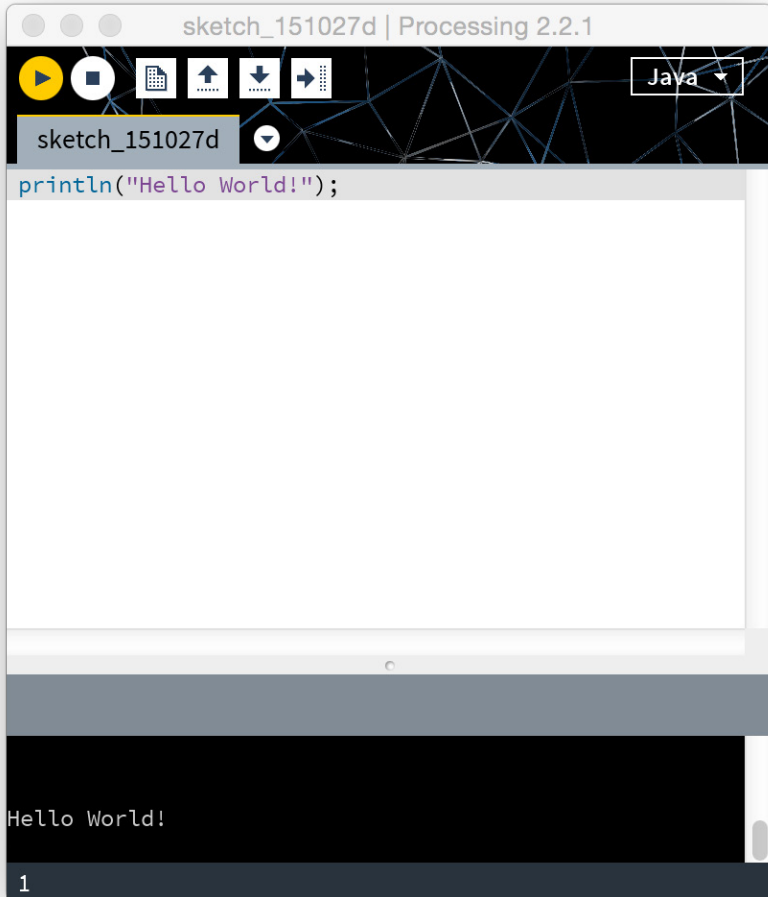 sketch_151027d | Processing 2.2.1
Java
sketch_151027d
println("Hello World!");
Hello World!
1